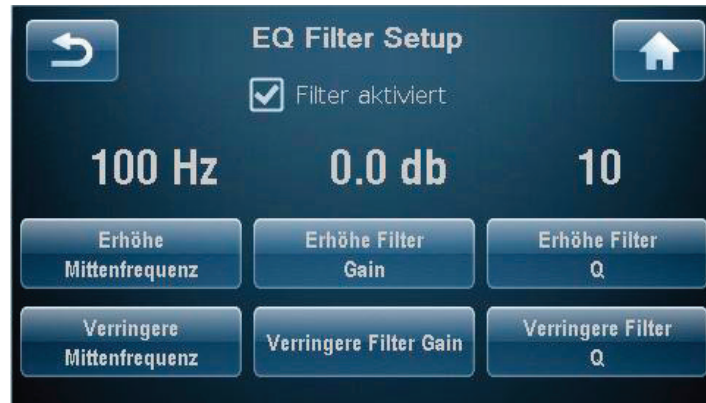 EQ Filter Setup
Filter aktiviert
100 Hz
0.0 db
10
Erhöhe
Mittenfrequenz
Erhöhe Filter
Gain
Erhöhe Filter
Q
Verringere
Mittenfrequenz
Verringere Filter Gain
Verringere Filter
Q